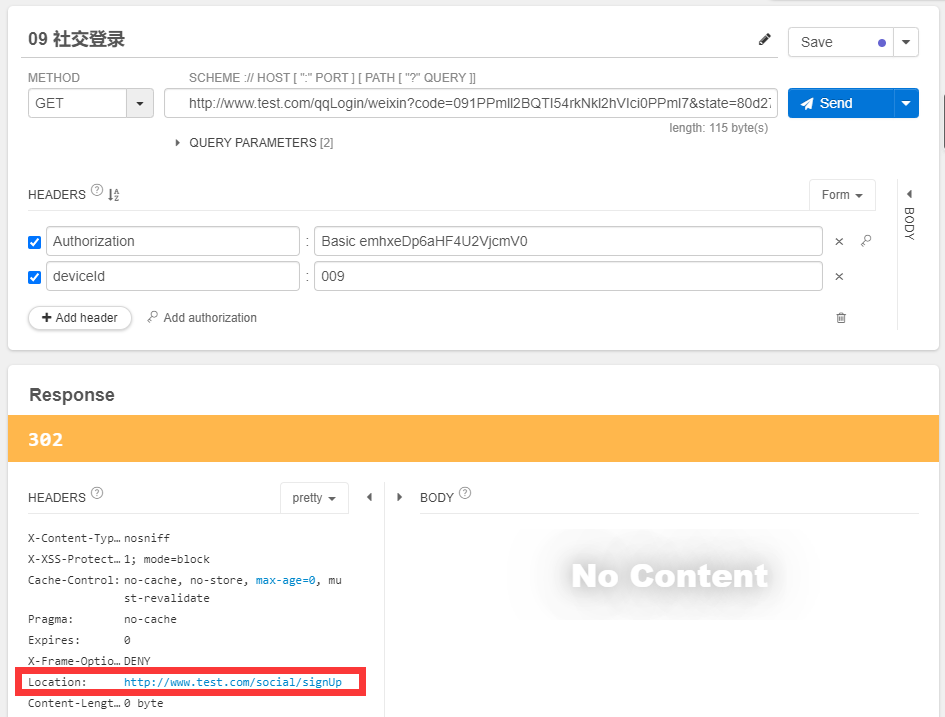 09 社交登录
Save
METHOD
SCHEME :// HOST [ ":" PORT ] [ PATH [ "?" QUERY ]]
GET
http://www.test.com/qqLogin/weixin?code=091PPmll2BQTI54rkNkl2hVIci0PPml7&state=80d27
Send
length: 115 byte(s)
QUERY PARAMETERS [2]
HEADERS ?
Form
BODY
Authorization : Basic emhxeDp6aHF4U2VjcmV0
deviceId : 009
+ Add header
Add authorization
Response
302
HEADERS ?
pretty
BODY ?
X-Content-Typ… nosniff
X-XSS-Protect… 1; mode=block
Cache-Control: no-cache, no-store, max-age=0, mu
st-revalidate
Pragma: no-cache
Expires: 0
X-Frame-Optio… DENY
Location: http://www.test.com/social/signUp
Content-Lengt… 0 byte
No Content